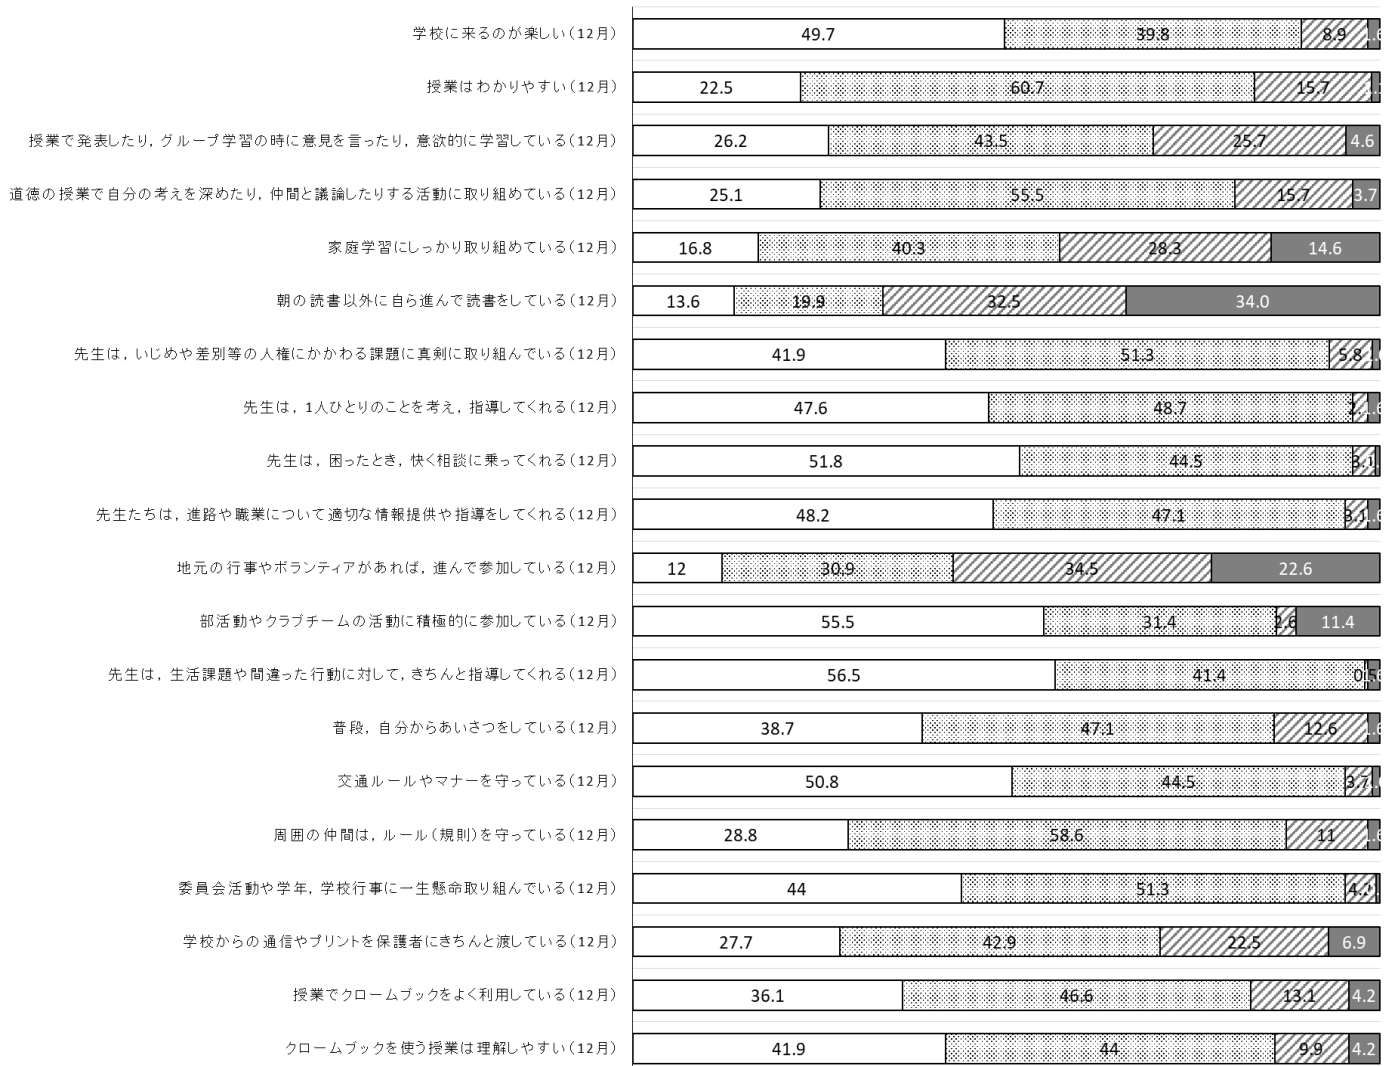 学校に来るのが楽しい（12月） 49.7 39.8 8.9
授業はわかりやすい（12月） 22.5 60.7 15.7
授業で発表したり，グループ学習の時に意見を言ったり，意欲的に学習している（12月） 26.2 43.5 25.7 4.6
道徳の授業で自分の考えを深めたり，仲間と議論したりする活動に取り組めている（12月） 25.1 55.5 15.7 3.7
家庭学習にしっかり取り組めている（12月） 16.8 40.3 28.3 14.6
朝の読書以外に自ら進んで読書をしている（12月） 13.6 19.9 32.5 34.0
先生は，いじめや差別等の人権にかかわる課題に真剣に取り組んでいる（12月） 41.9 51.3 5.8
先生は，1人ひとりのことを考え，指導してくれる（12月） 47.6 48.7
先生は，困ったとき，快く相談に乗ってくれる（12月） 51.8 44.5 3.1
先生たちは，進路や職業について適切な情報提供や指導をしてくれる（12月） 48.2 47.1 3.1
地元の行事やボランティアがあれば，進んで参加している（12月） 12 30.9 34.5 22.6
部活動やクラブチームの活動に積極的に参加している（12月） 55.5 31.4 2.6 11.4
先生は，生活課題や間違った行動に対して，きちんと指導してくれる（12月） 56.5 41.4
普段，自分からあいさつをしている（12月） 38.7 47.1 12.6
交通ルールやマナーを守っている（12月） 50.8 44.5 3.7
周囲の仲間は，ルール（規則）を守っている（12月） 28.8 58.6 11
委員会活動や学年，学校行事に一生懸命取り組んでいる（12月） 44 51.3 4.2
学校からの通信やプリントを保護者にきちんと渡している（12月） 27.7 42.9 22.5 6.9
授業でクロームブックをよく利用している（12月） 36.1 46.6 13.1 4.2
クロームブックを使う授業は理解しやすい（12月） 41.9 44 9.9 4.2